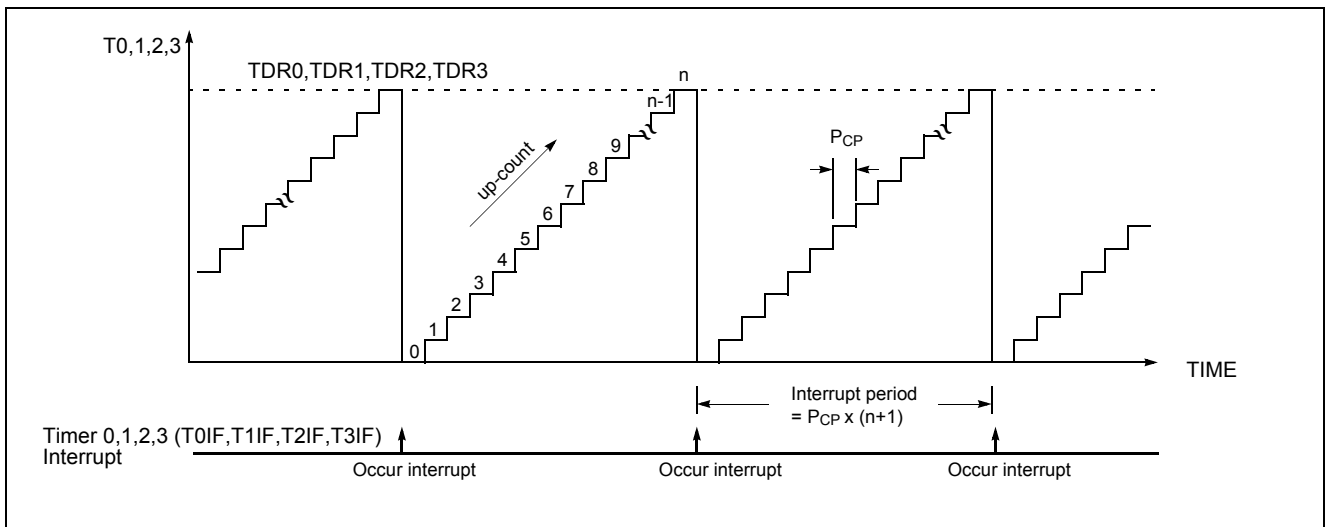 T0,1,2,3
TDR0,TDR1,TDR2,TDR3
n
n-1
PCP
9
8
up-count
7
6
5
4
3
2
1
0
TIME
Interrupt period
= PCP x (n+1)
Timer 0,1,2,3 (T0IF,T1IF,T2IF,T3IF)
Interrupt
Occur interrupt
Occur interrupt
Occur interrupt